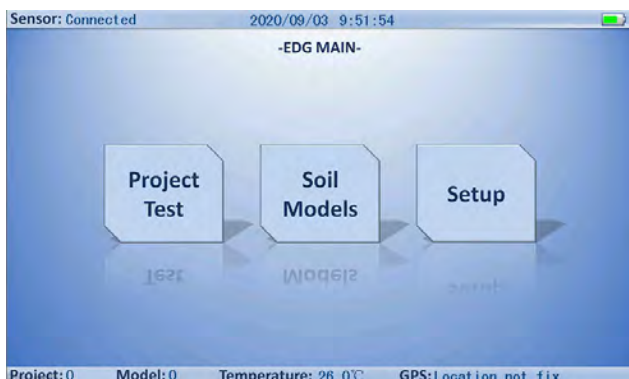 Sensor: Connected 2020/09/03 9:51:54
-EDG MAIN-
Project Test
Soil Models
Setup
Project:0 Model:0 Temperature: 26.0℃ GPS:Location not fix